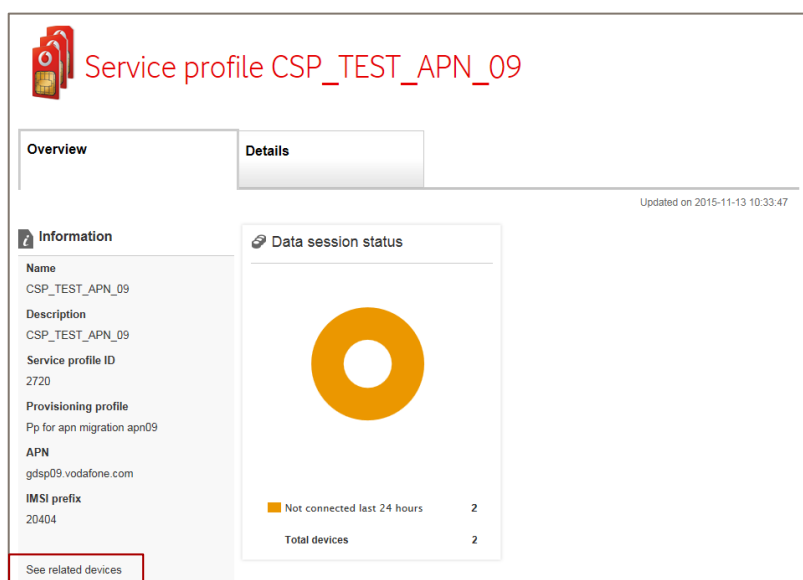 Service profile CSP_TEST_APN_09
Overview
Details
Updated on 2015-11-13 10:33:47
Information
Name
CSP_TEST_APN_09
Description
CSP_TEST_APN_09
Service profile ID
2720
Provisioning profile
Pp for apn migration apn09
APN
gdsp09.vodafone.com
IMSI prefix
20404
See related devices
Data session status
Not connected last 24 hours 2
Total devices 2